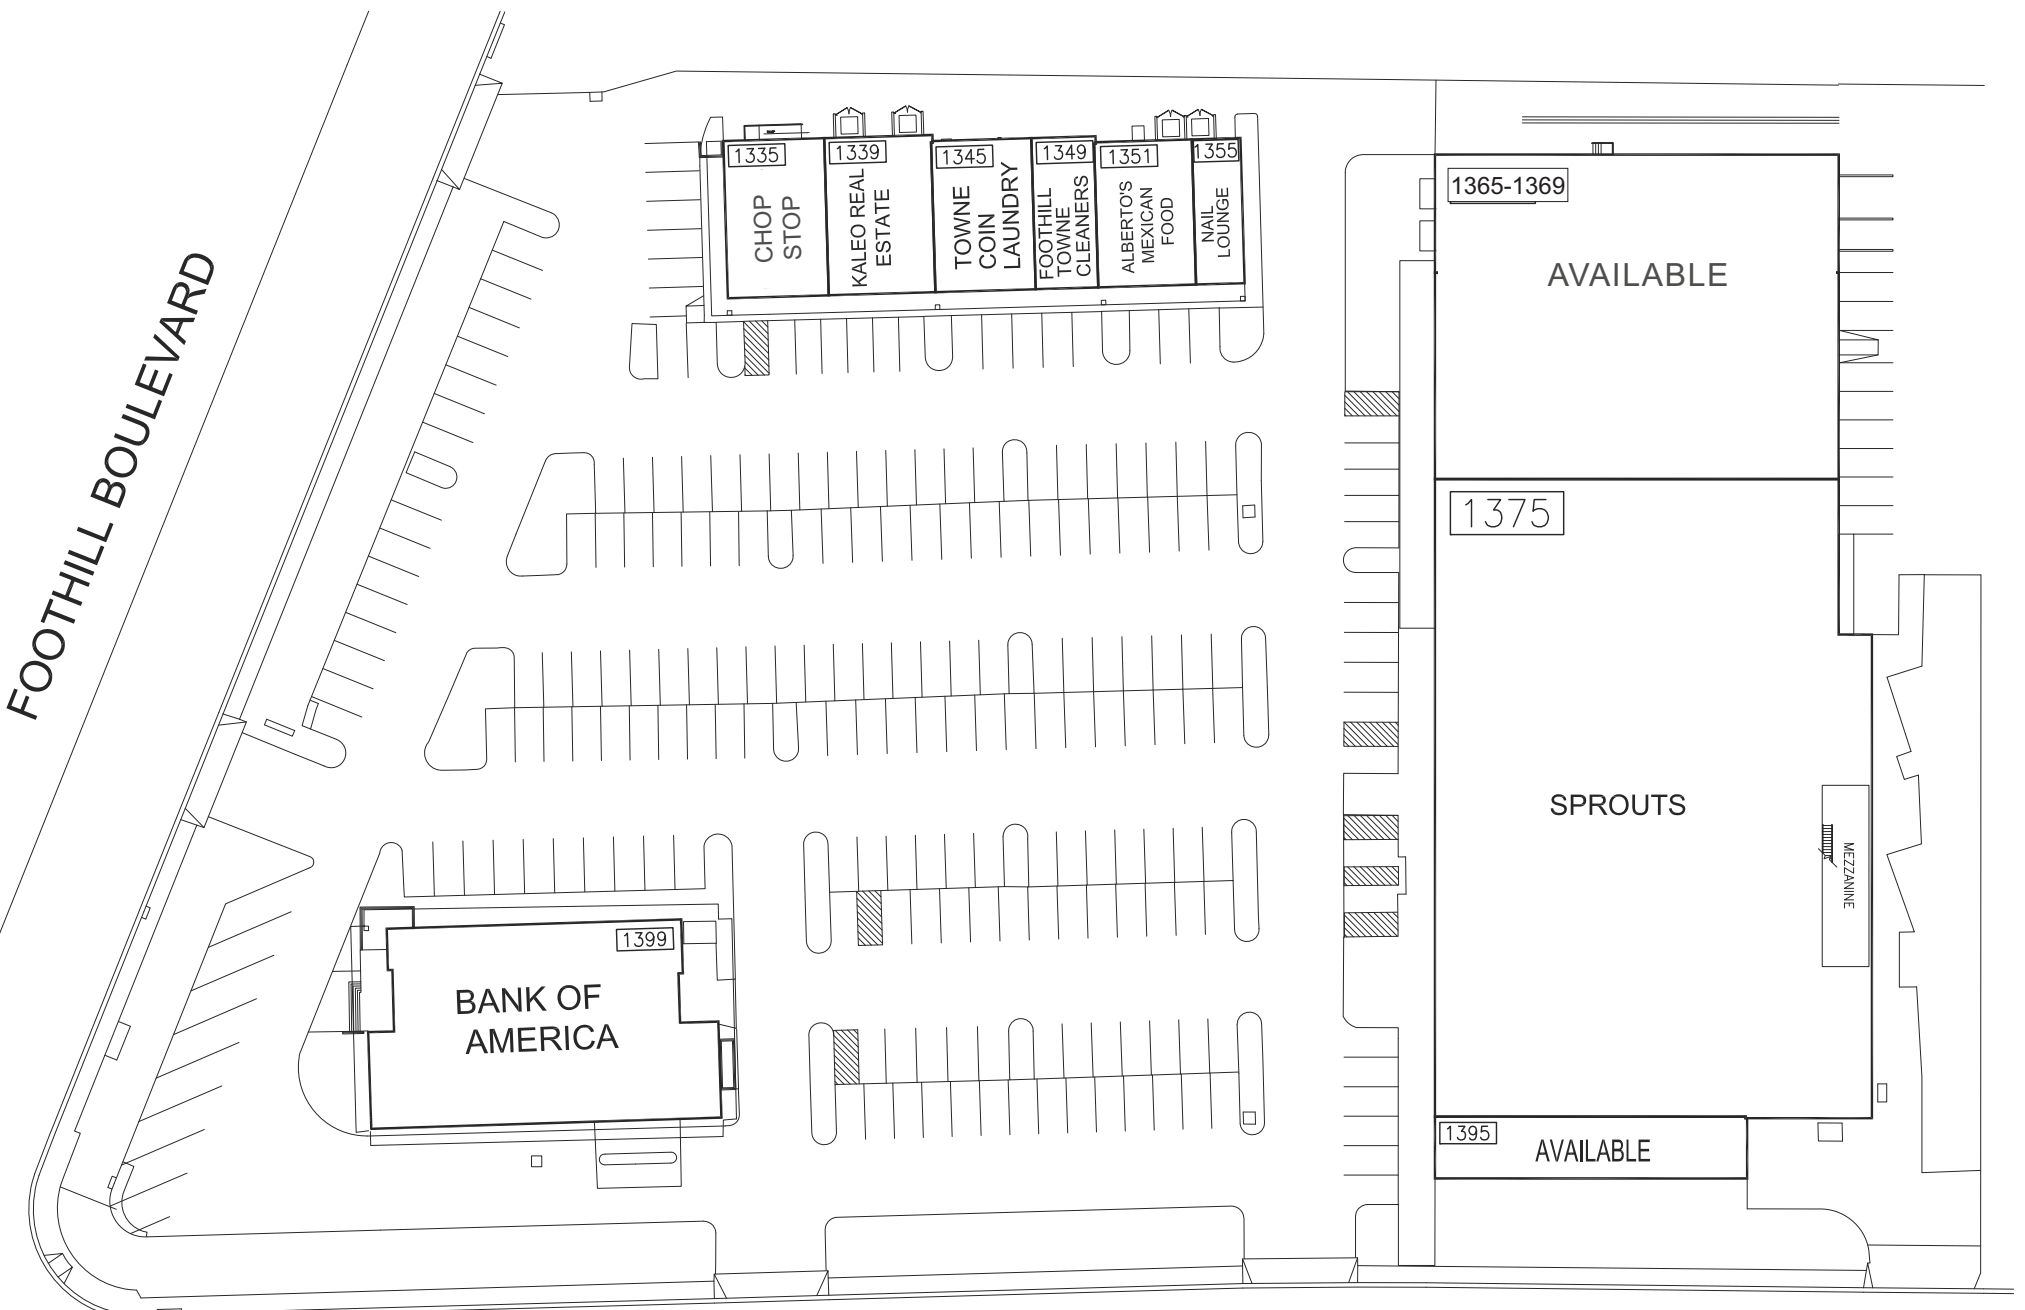 FOOTHILL BOULEVARD
1335
CHOP
STOP
1339
KALEO REAL
ESTATE
1345
TOWNE
COIN
LAUNDRY
1349
FOOTHILL
TOWNE
CLEANERS
1351
ALBERTO'S
MEXICAN
FOOD
1355
NAIL
LOUNGE
1365-1369
AVAILABLE
1375
SPROUTS
MEZZANINE
1399
BANK OF
AMERICA
1395
AVAILABLE